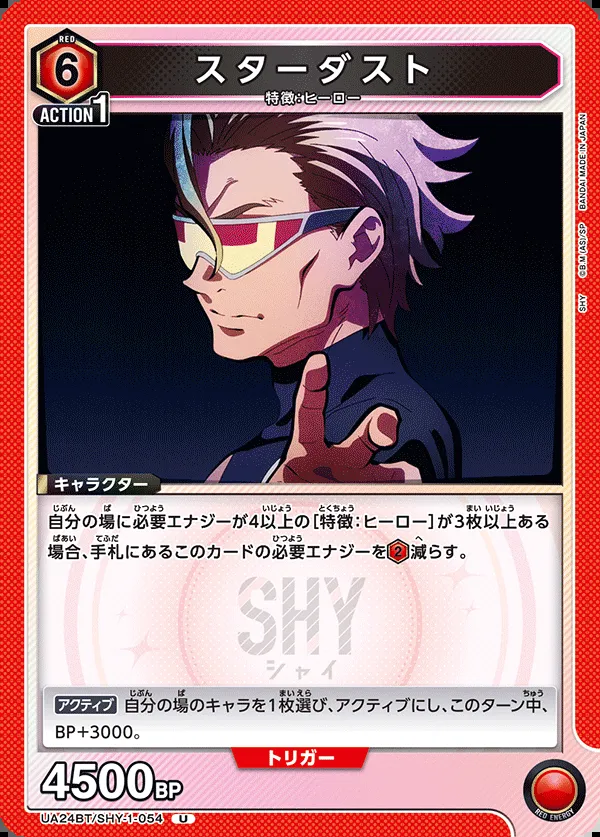 RED
6
スターダスト
特徴:ヒーロー
ACTION 1
SHY ©B.M(AS)/SP BANDAI MADE IN JAPAN
キャラクター
自分の場に必要エナジーが4以上の[特徴:ヒーロー]が3枚以上ある
場合、手札にあるこのカードの必要エナジーを2減らす。
SHY
シャイ
アクティブ 自分の場のキャラを1枚選び、アクティブにし、このターン中、
BP+3000。
トリガー
4500BP
UA24BT/SHY-1-054 U
RED ENERGY